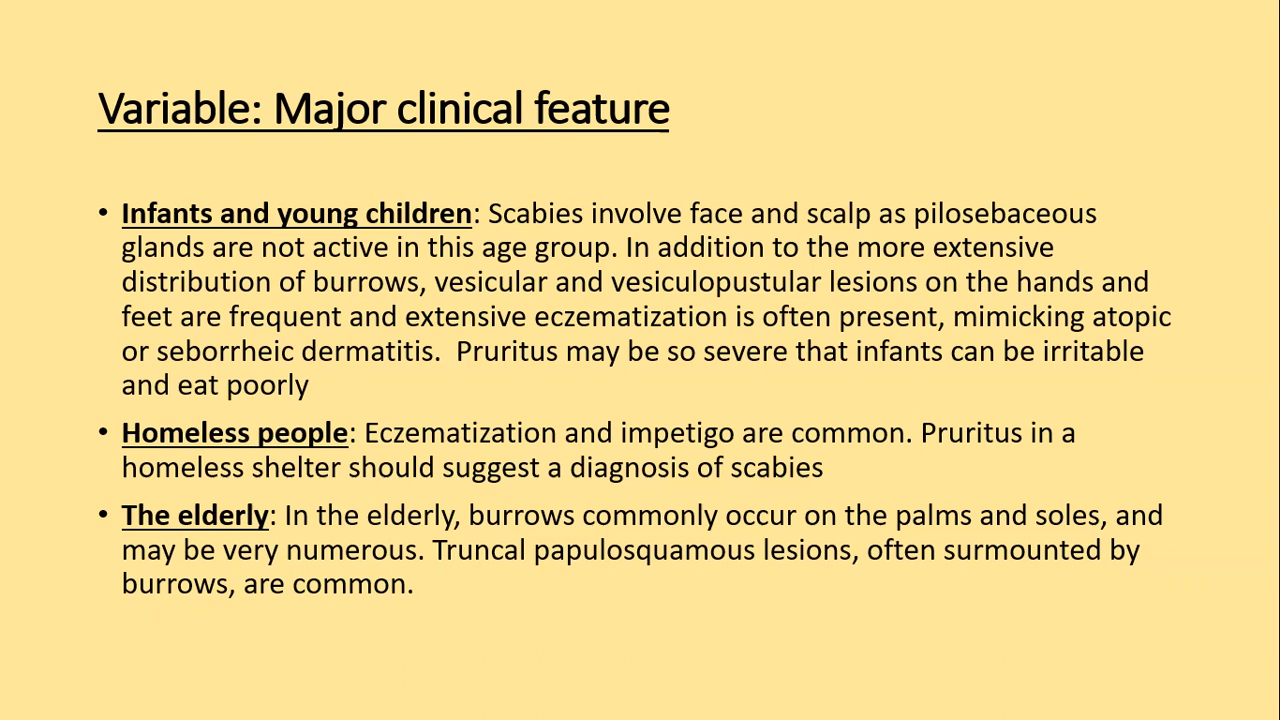 Variable: Major clinical feature
• Infants and young children: Scabies involve face and scalp as pilosebaceous
glands are not active in this age group. In addition to the more extensive
distribution of burrows, vesicular and vesiculopustular lesions on the hands and
feet are frequent and extensive eczematization is often present, mimicking atopic
or seborrheic dermatitis.  Pruritus may be so severe that infants can be irritable
and eat poorly
• Homeless people: Eczematization and impetigo are common. Pruritus in a
homeless shelter should suggest a diagnosis of scabies
• The elderly: In the elderly, burrows commonly occur on the palms and soles, and
may be very numerous. Truncal papulosquamous lesions, often surmounted by
burrows, are common.